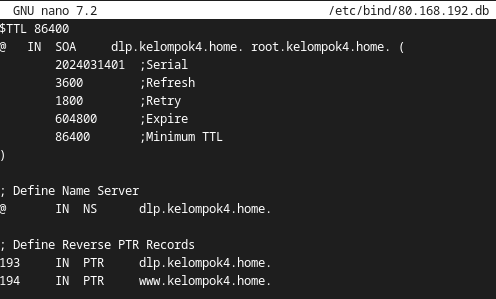 GNU nano 7.2 /etc/bind/80.168.192.db
$TTL 86400
@ IN SOA dlp.kelompok4.home. root.kelompok4.home. (
2024031401 ;Serial
3600 ;Refresh
1800 ;Retry
604800 ;Expire
86400 ;Minimum TTL
)
; Define Name Server
@ IN NS dlp.kelompok4.home.
; Define Reverse PTR Records
193 IN PTR dlp.kelompok4.home.
194 IN PTR www.kelompok4.home.